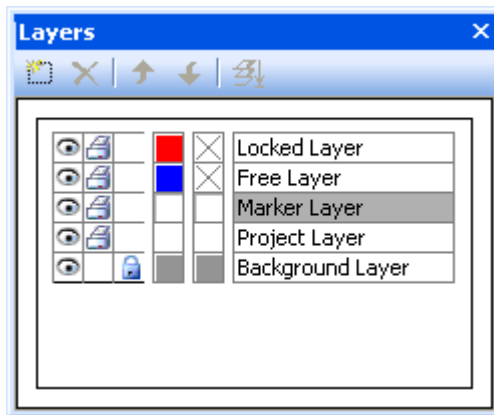 Layers
Locked Layer
Free Layer
Marker Layer
Project Layer
Background Layer